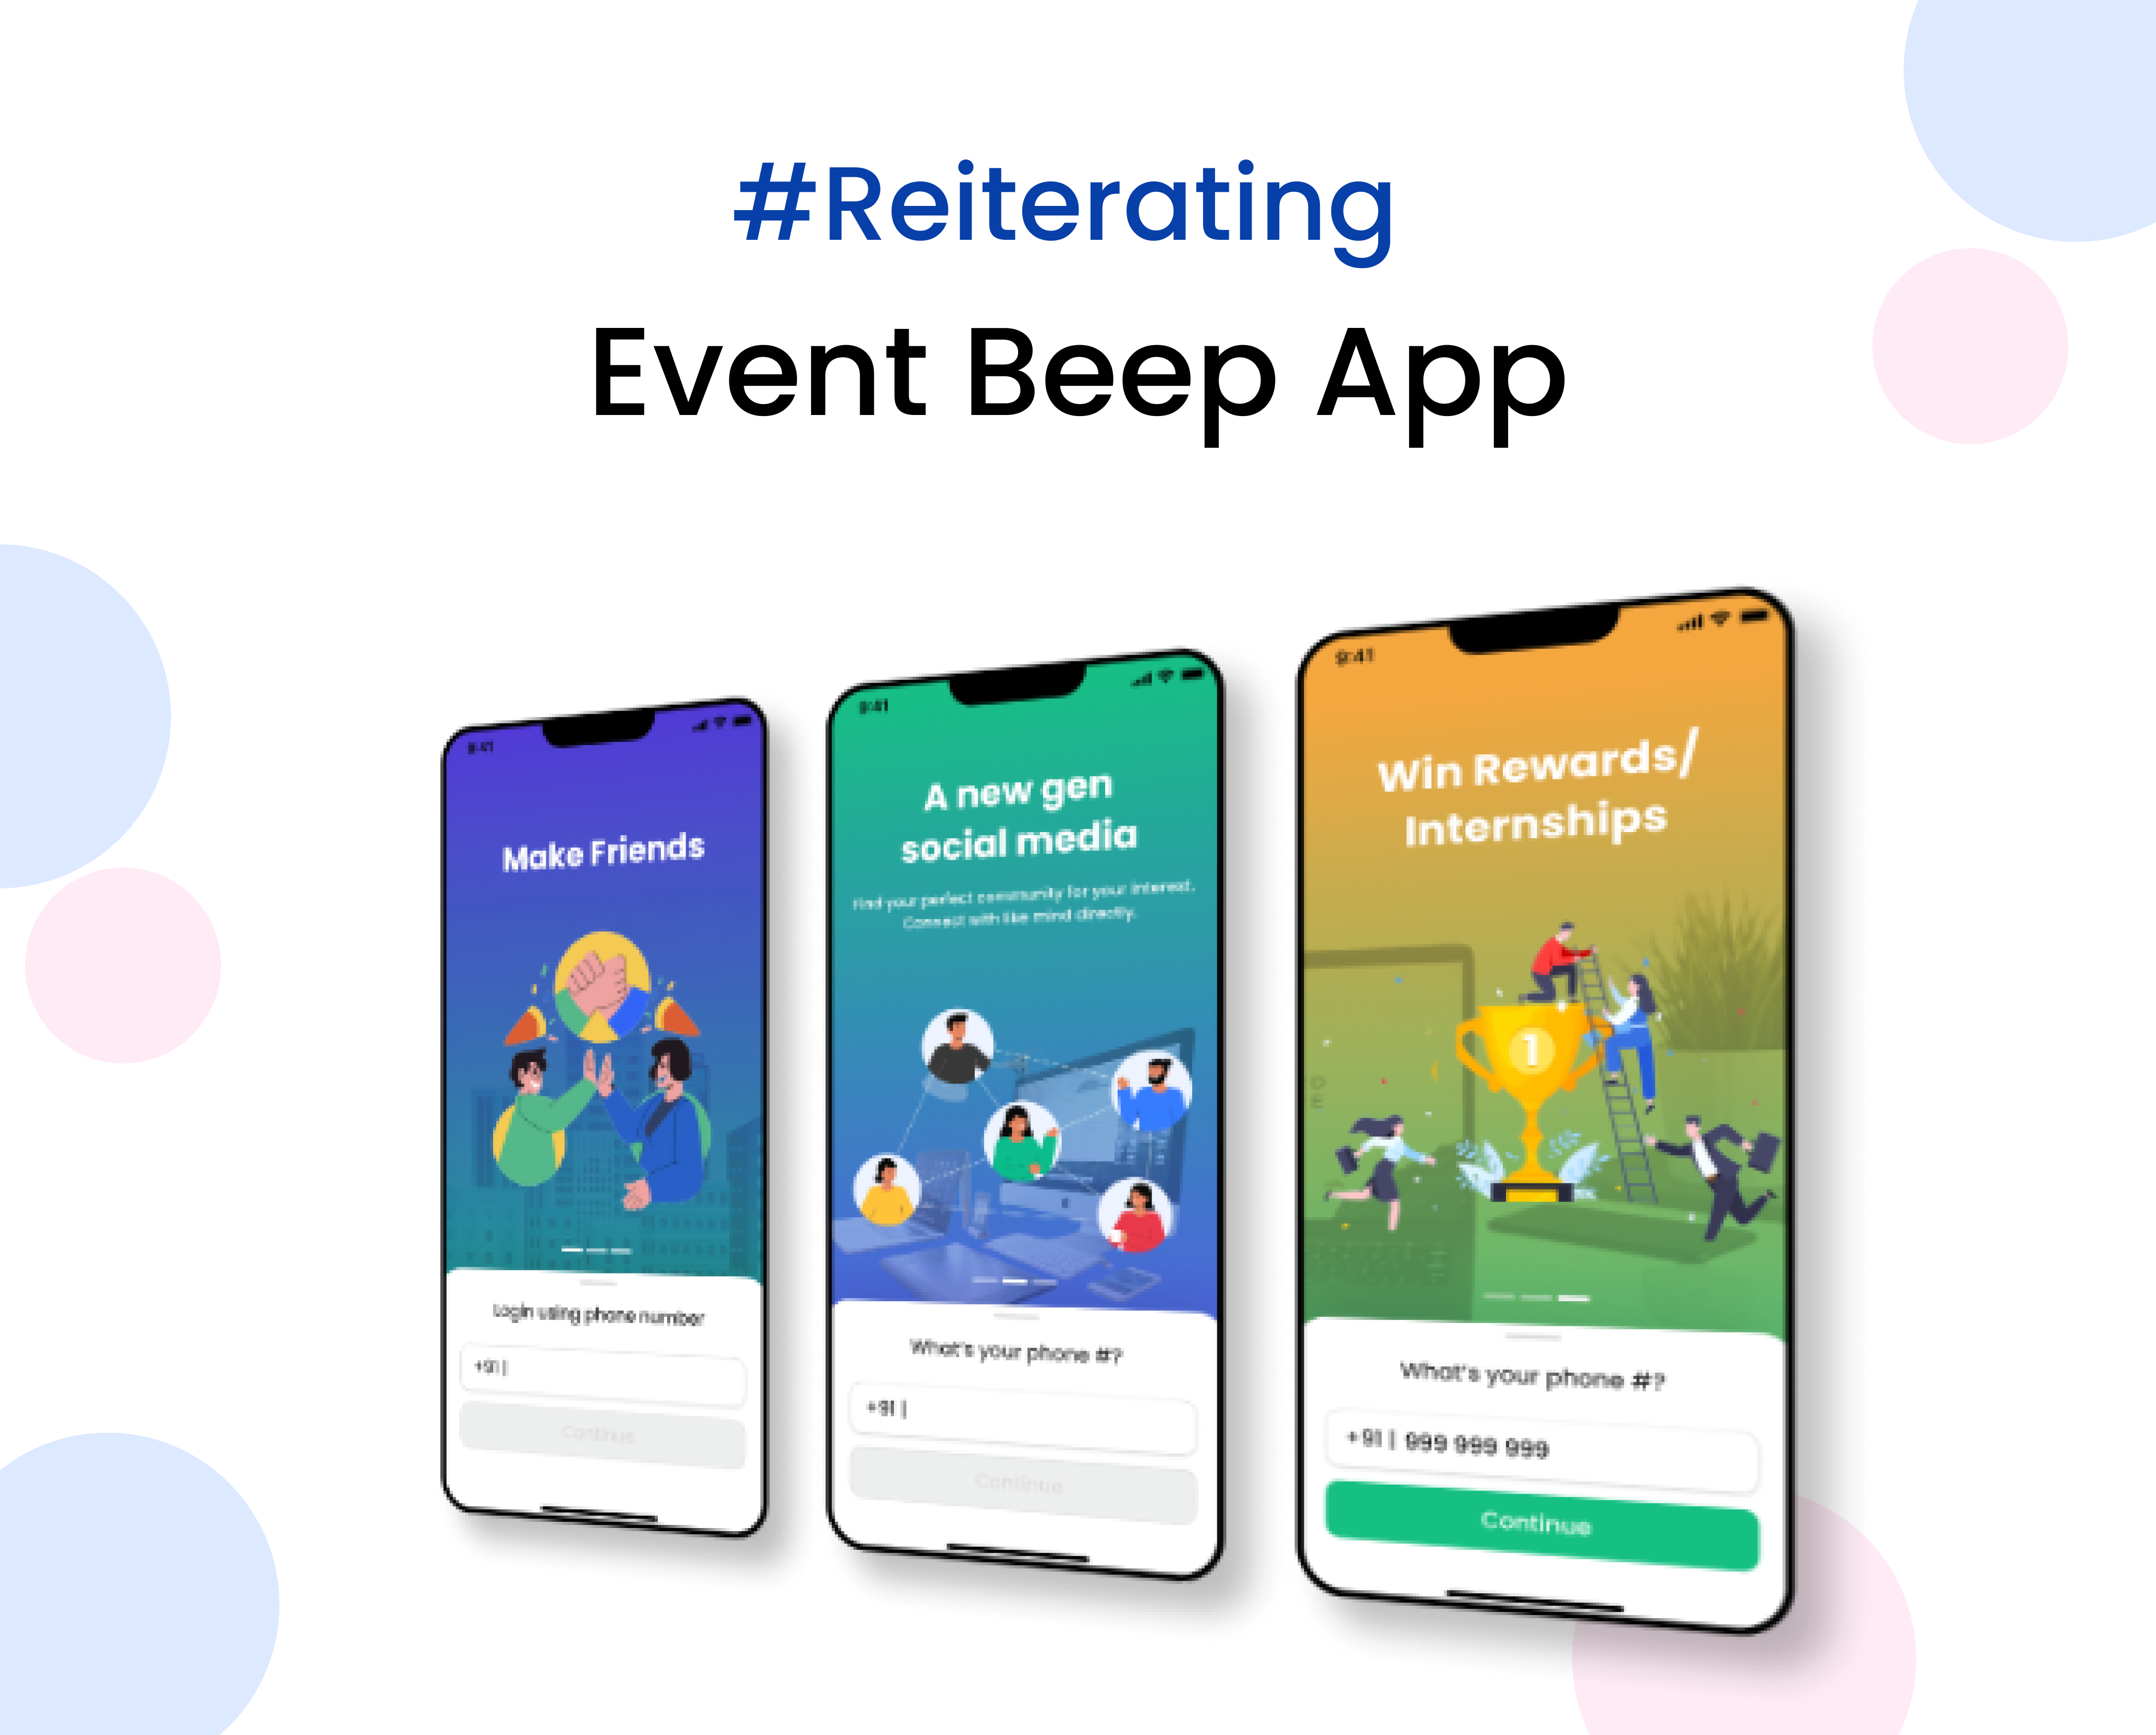 #Reiterating
Event Beep App
9:41
Make Friends
Login using phone number
+91 |
Continue
9:41
A new gen
social media
Find your perfect community for your interest.
Connect with like mind directly.
What's your phone #?
+91 |
Continue
9:41
Win Rewards/
Internships
1
What's your phone #?
+91 | 999 999 999
Continue